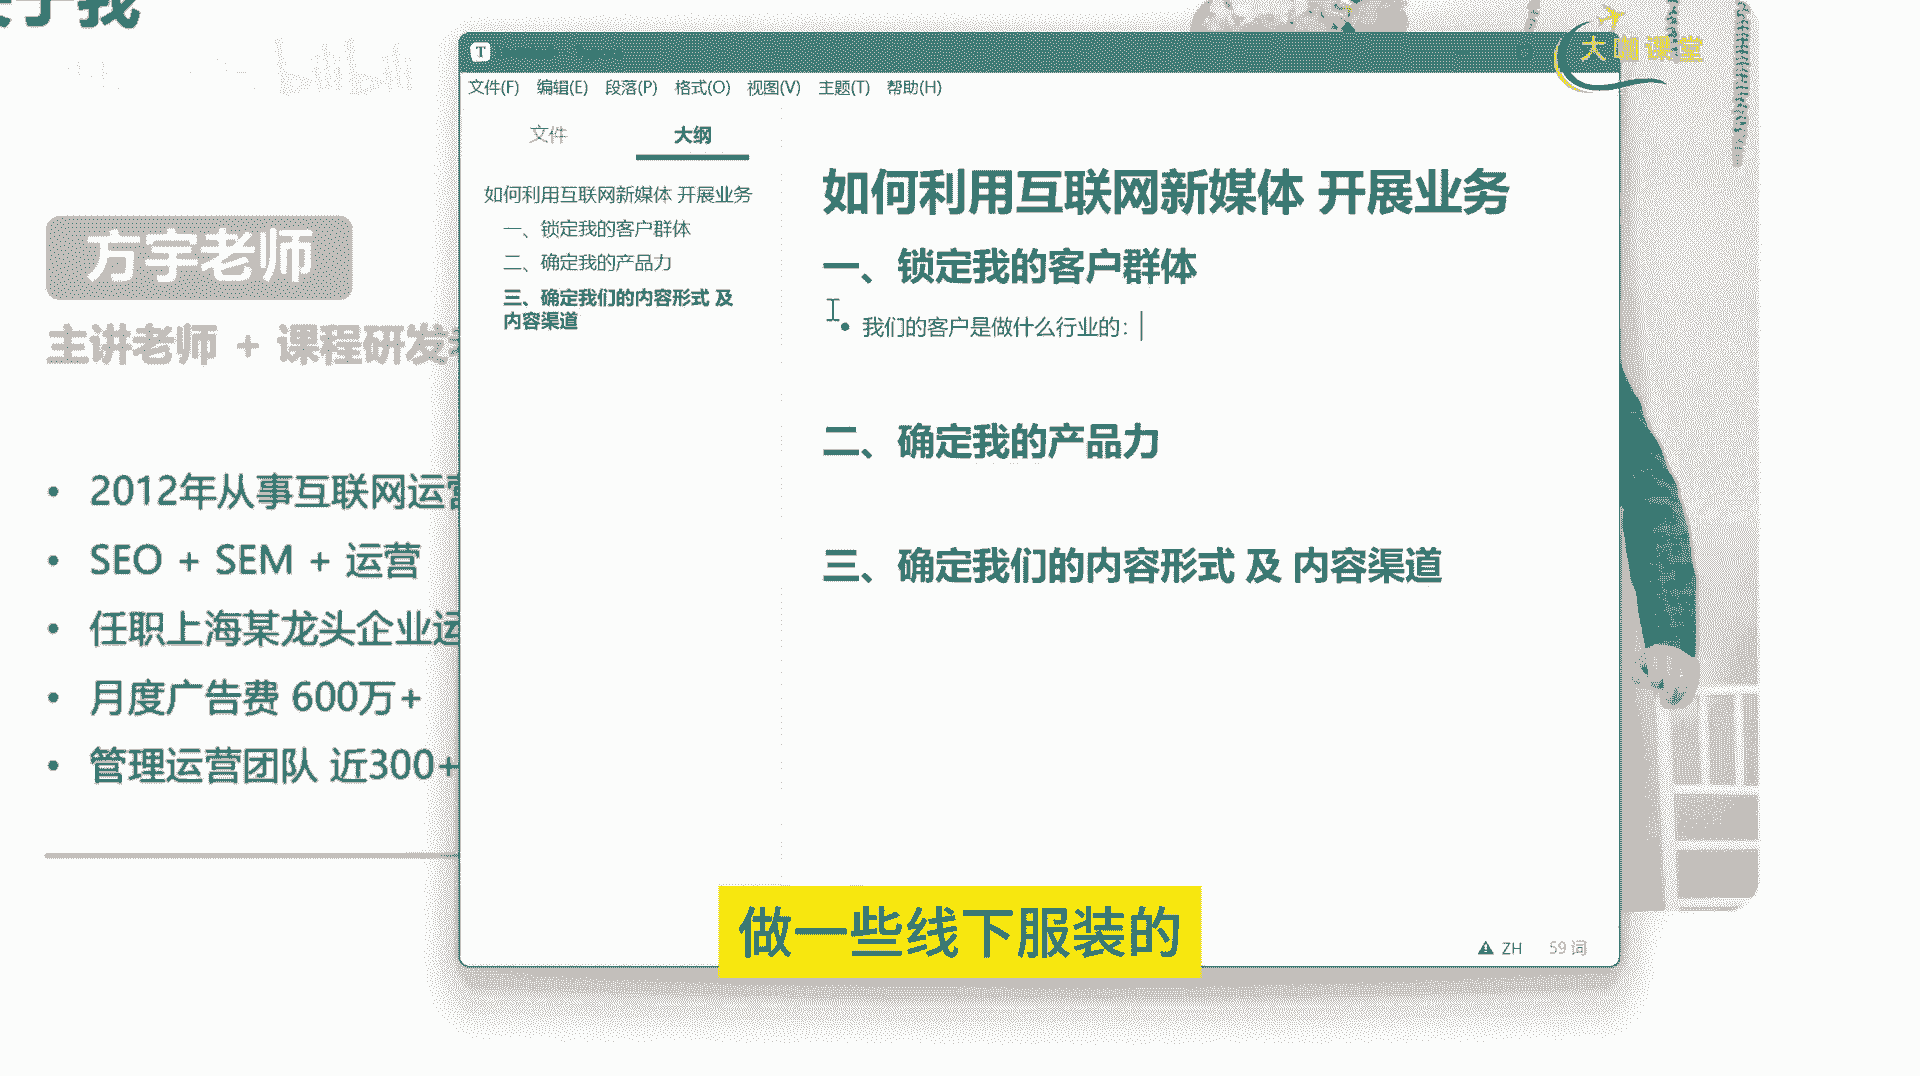 于我
bilibili
大咖课堂
T
文件(F) 编辑(E) 段落(P) 格式(O) 视图(V) 主题(T) 帮助(H)
文件 大纲
如何利用互联网新媒体 开展业务
一、锁定我的客户群体
二、确定我的产品力
三、确定我们的内容形式 及
内容渠道
如何利用互联网新媒体 开展业务
一、锁定我的客户群体
• 我们的客户是做什么行业的：
二、确定我的产品力
三、确定我们的内容形式 及 内容渠道
ZH 59 词
方宇老师
主讲老师 + 课程研发
• 2012年从事互联网运营
• SEO + SEM + 运营
• 任职上海某龙头企业运
• 月度广告费 600万+
• 管理运营团队 近300+
做一些线下服装的